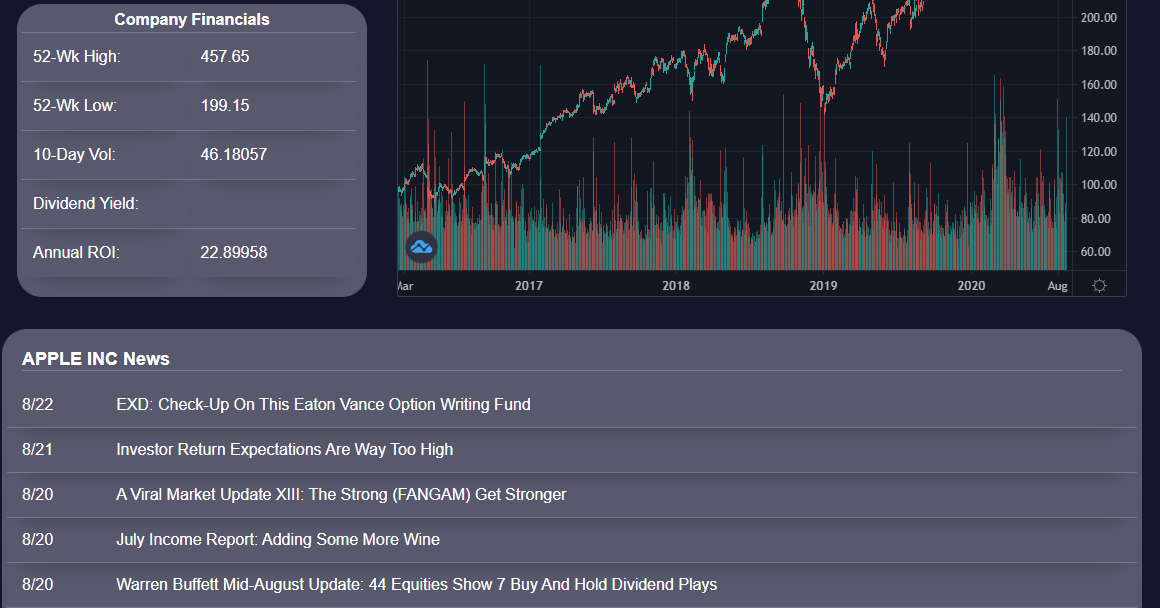 Company Financials
52-Wk High: 457.65
52-Wk Low: 199.15
10-Day Vol: 46.18057
Dividend Yield:
Annual ROI: 22.89958
200.00
180.00
160.00
140.00
120.00
100.00
80.00
60.00
Mar 2017 2018 2019 2020 Aug
APPLE INC News
8/22 EXD: Check-Up On This Eaton Vance Option Writing Fund
8/21 Investor Return Expectations Are Way Too High
8/20 A Viral Market Update XIII: The Strong (FANGAM) Get Stronger
8/20 July Income Report: Adding Some More Wine
8/20 Warren Buffett Mid-August Update: 44 Equities Show 7 Buy And Hold Dividend Plays